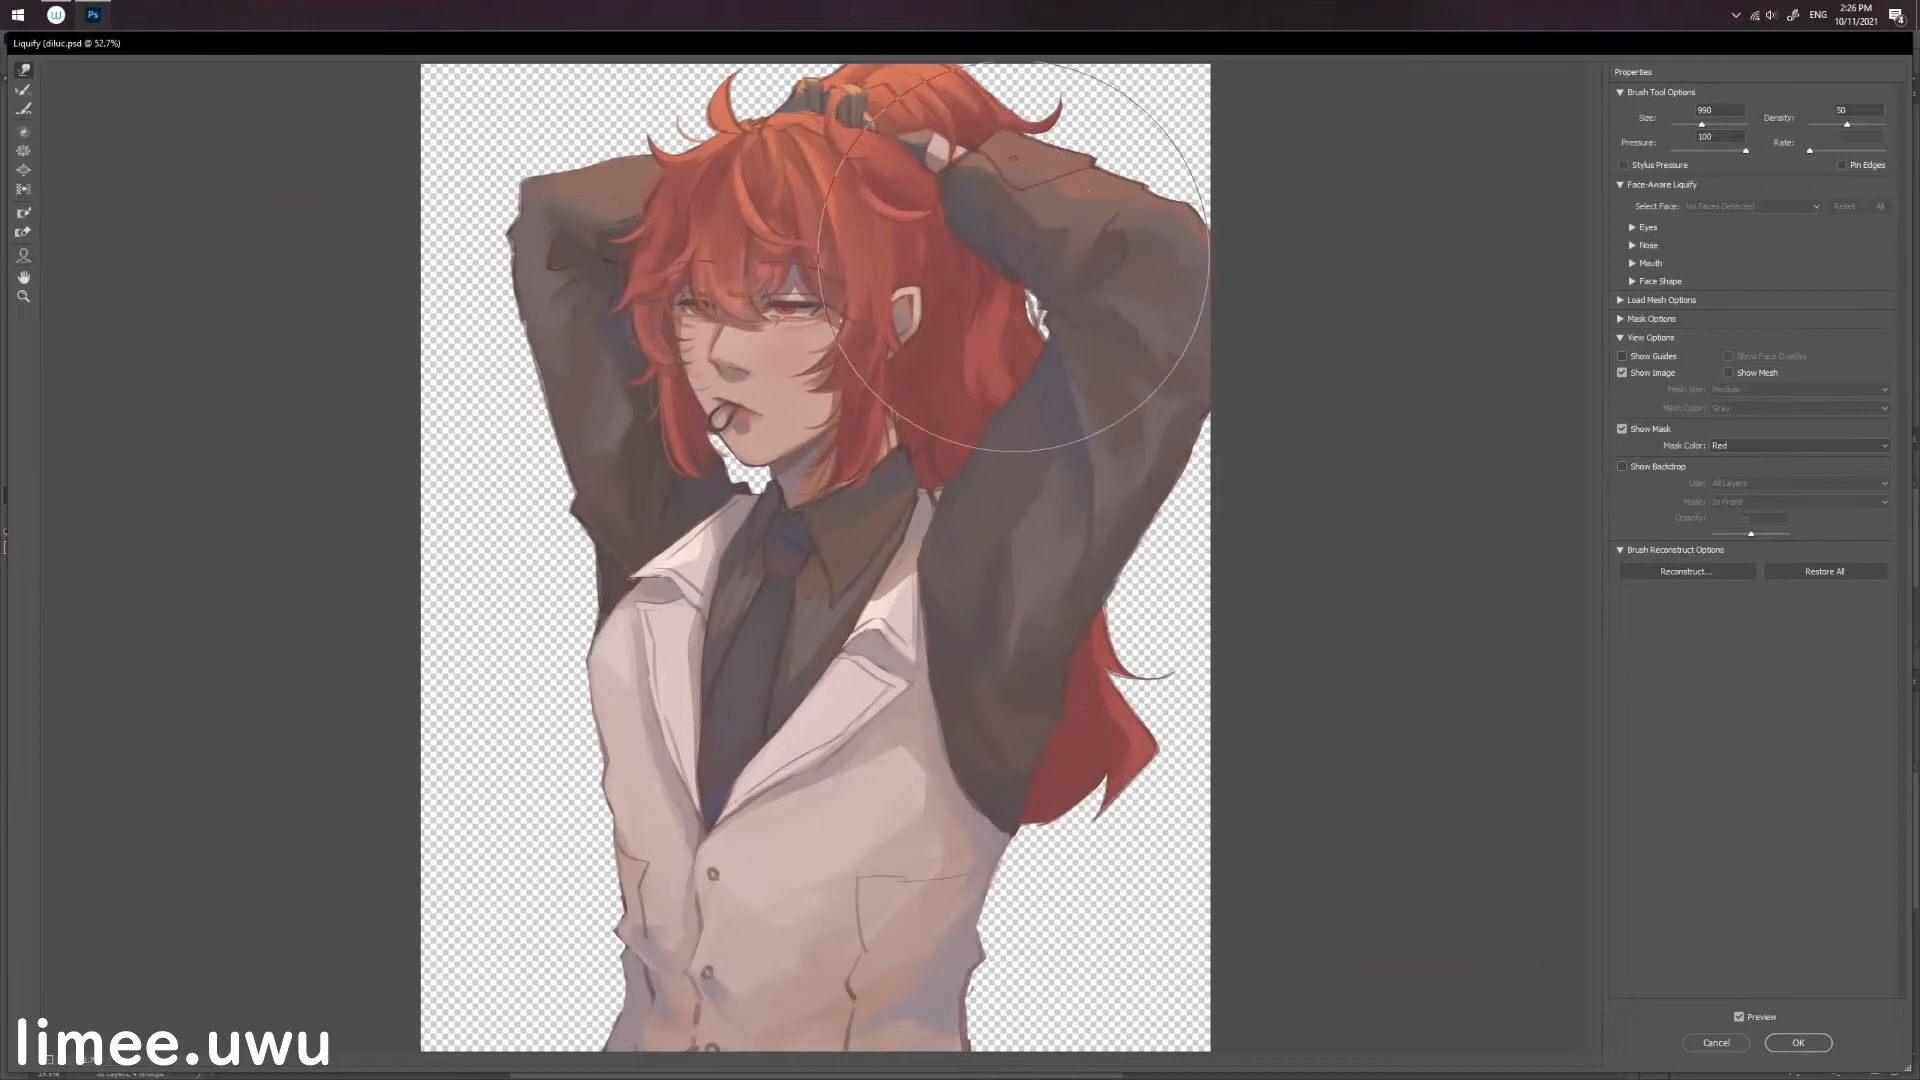 W
Ps
ENG
2:26 PM
10/11/2021
4
Liquify (diluc.psd @ 52.7%)
Properties
Brush Tool Options
Size: 990
Density: 50
Pressure: 100
Rate:
Stylus Pressure
Pin Edges
Face-Aware Liquify
Select Face: No Faces Detected
Reset
All
Eyes
Nose
Mouth
Face Shape
Load Mesh Options
Mask Options
View Options
Show Guides
Show Face Overlay
Show Image
Show Mesh
Mesh Size: Medium
Mesh Color: Gray
Show Mask
Mask Color: Red
Show Backdrop
Use: All Layers
Mode: In Front
Opacity:
Brush Reconstruct Options
Reconstruct...
Restore All
Preview
Cancel
OK
limee.uwu